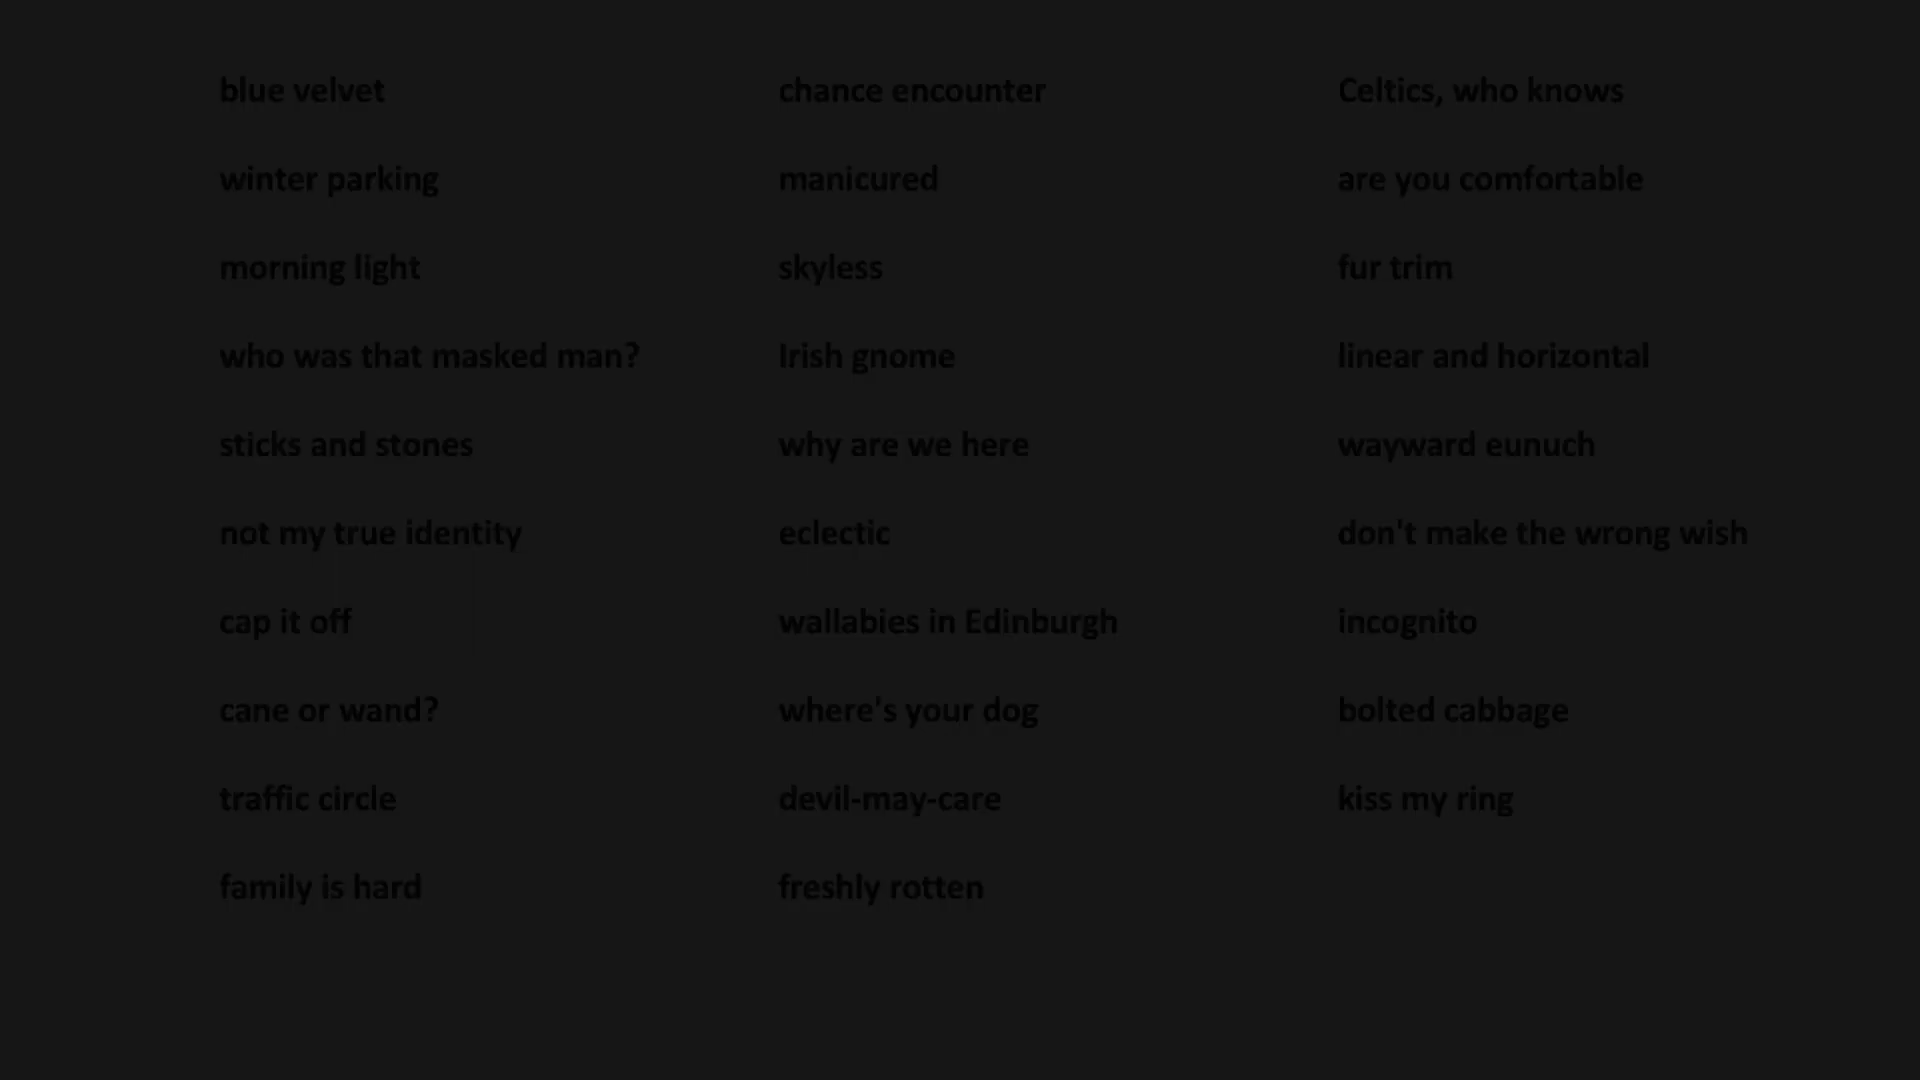 blue velvet
winter parking
morning light
who was that masked man?
sticks and stones
not my true identity
cap it off
cane or wand?
traffic circle
family is hard
chance encounter
manicured
skyless
Irish gnome
why are we here
eclectic
wallabies in Edinburgh
where's your dog
devil-may-care
freshly rotten
Celtics, who knows
are you comfortable
fur trim
linear and horizontal
wayward eunuch
don't make the wrong wish
incognito
bolted cabbage
kiss my ring